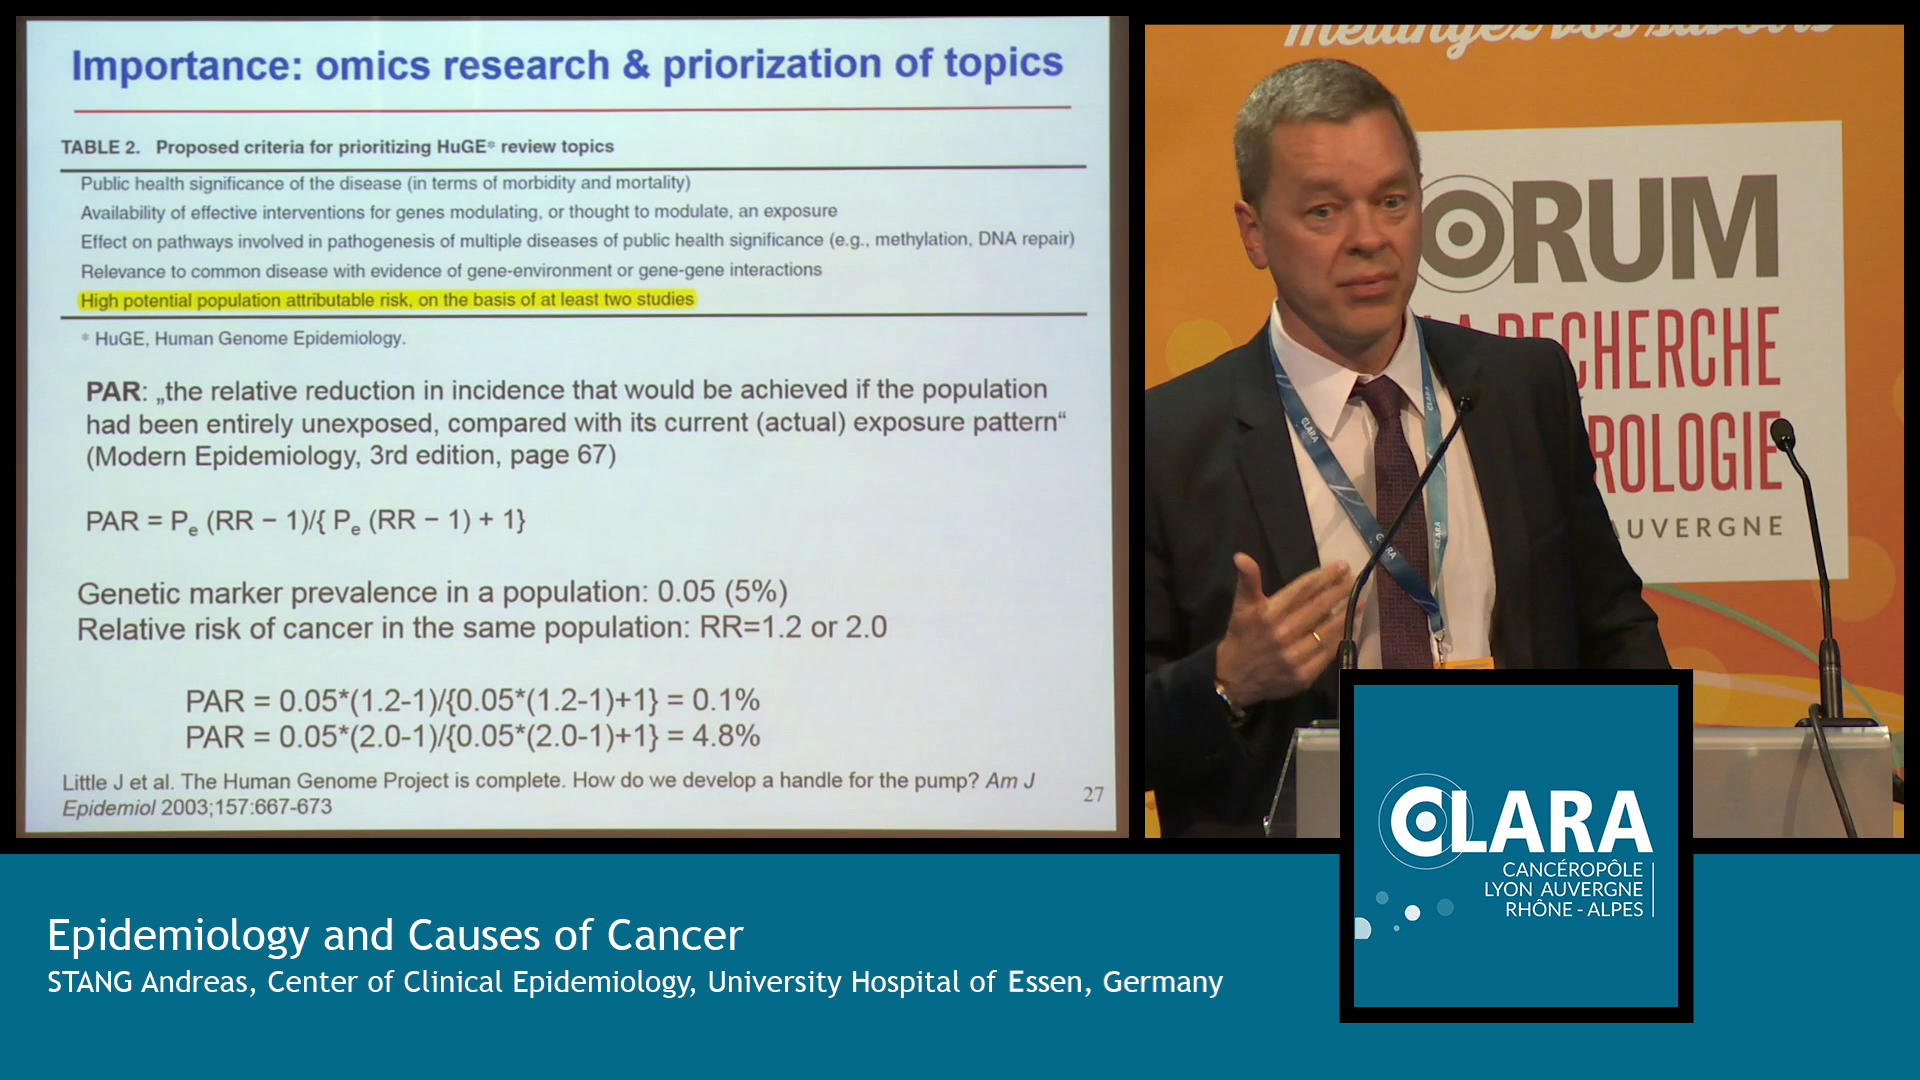 Importance: omics research & priorization of topics
TABLE 2. Proposed criteria for prioritizing HuGE* review topics
Public health significance of the disease (in terms of morbidity and mortality)
Availability of effective interventions for genes modulating, or thought to modulate, an exposure
Effect on pathways involved in pathogenesis of multiple diseases of public health significance (e.g., methylation, DNA repair)
Relevance to common disease with evidence of gene-environment or gene-gene interactions
High potential population attributable risk, on the basis of at least two studies
* HuGE, Human Genome Epidemiology.
PAR: „the relative reduction in incidence that would be achieved if the population
had been entirely unexposed, compared with its current (actual) exposure pattern“
(Modern Epidemiology, 3rd edition, page 67)
PAR = Pe (RR − 1)/{ Pe (RR − 1) + 1}
Genetic marker prevalence in a population: 0.05 (5%)
Relative risk of cancer in the same population: RR=1.2 or 2.0
PAR = 0.05*(1.2-1)/{0.05*(1.2-1)+1} = 0.1%
PAR = 0.05*(2.0-1)/{0.05*(2.0-1)+1} = 4.8%
Little J et al. The Human Genome Project is complete. How do we develop a handle for the pump? Am J
Epidemiol 2003;157:667-673
27
mélangez vos savoirs
ORUM
LA RECHERCHE
ROLOGIE
AUVERGNE
CLARA
CLARA
CLARA
CLARA
CLARA
CANCÉROPÔLE
LYON AUVERGNE
RHÔNE - ALPES
Epidemiology and Causes of Cancer
STANG Andreas, Center of Clinical Epidemiology, University Hospital of Essen, Germany